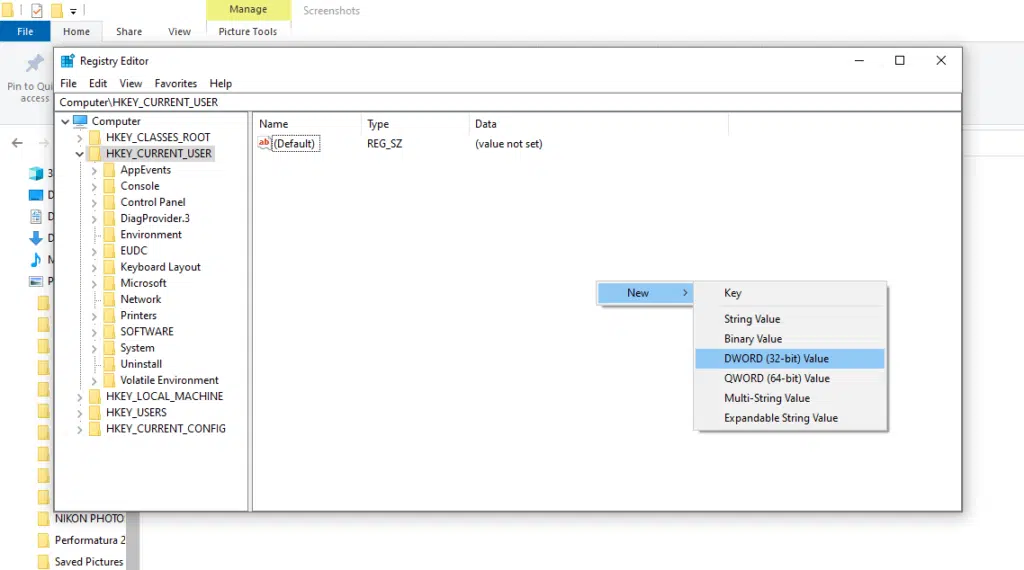 Manage
Screenshots
File
Home
Share
View
Picture Tools
Pin to Qui
access
Registry Editor
File Edit View Favorites Help
Computer\HKEY_CURRENT_USER
Computer
HKEY_CLASSES_ROOT
HKEY_CURRENT_USER
AppEvents
Console
Control Panel
DiagProvider.3
Environment
EUDC
Keyboard Layout
Microsoft
Network
Printers
SOFTWARE
System
Uninstall
Volatile Environment
HKEY_LOCAL_MACHINE
HKEY_USERS
HKEY_CURRENT_CONFIG
Name Type Data
ab (Default) REG_SZ (value not set)
New
Key
String Value
Binary Value
DWORD (32-bit) Value
QWORD (64-bit) Value
Multi-String Value
Expandable String Value
3
D
D
D
M
P
NIKON PHOTO
Performatura 2
Saved Pictures